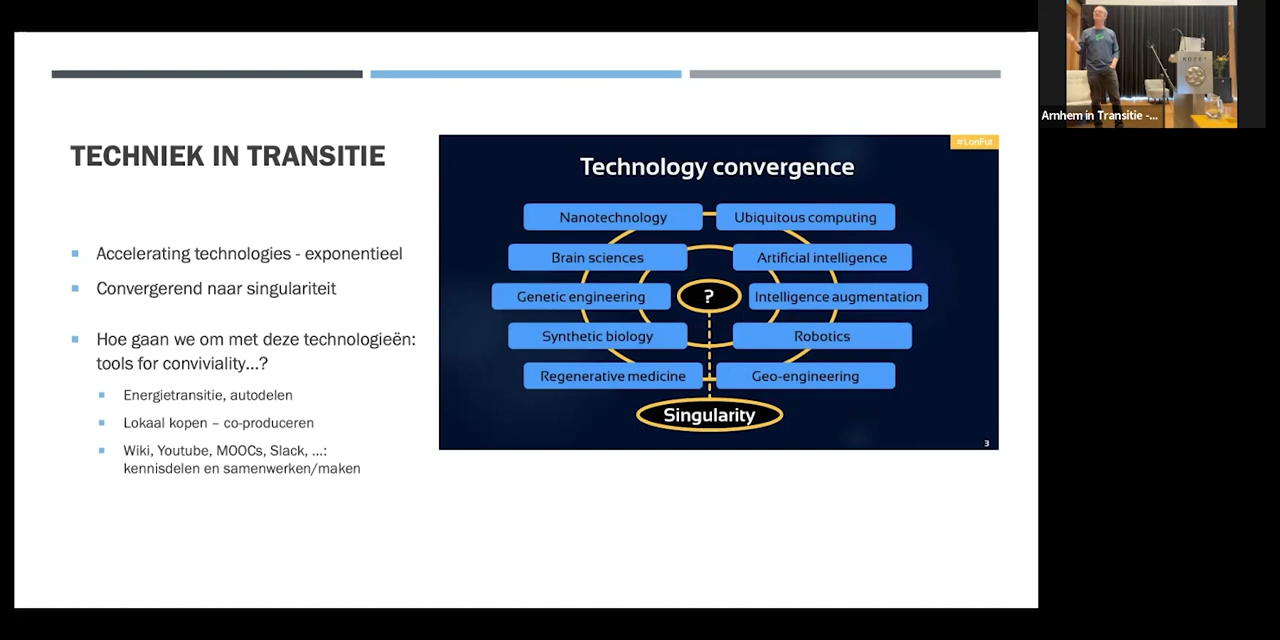 TECHNIEK IN TRANSITIE
Accelerating technologies - exponentieel
Convergerend naar singulariteit
Hoe gaan we om met deze technologieën:
tools for conviviality...?
Energietransitie, autodelen
Lokaal kopen – co-produceren
Wiki, Youtube, MOOCs, Slack, ...:
kennisdelen en samenwerken/maken
#LonFut
Technology convergence
Nanotechnology
Ubiquitous computing
Brain sciences
Artificial intelligence
Genetic engineering
?
Intelligence augmentation
Synthetic biology
Robotics
Regenerative medicine
Geo-engineering
Singularity
3
ROZET
Arnhem in Transitie -...